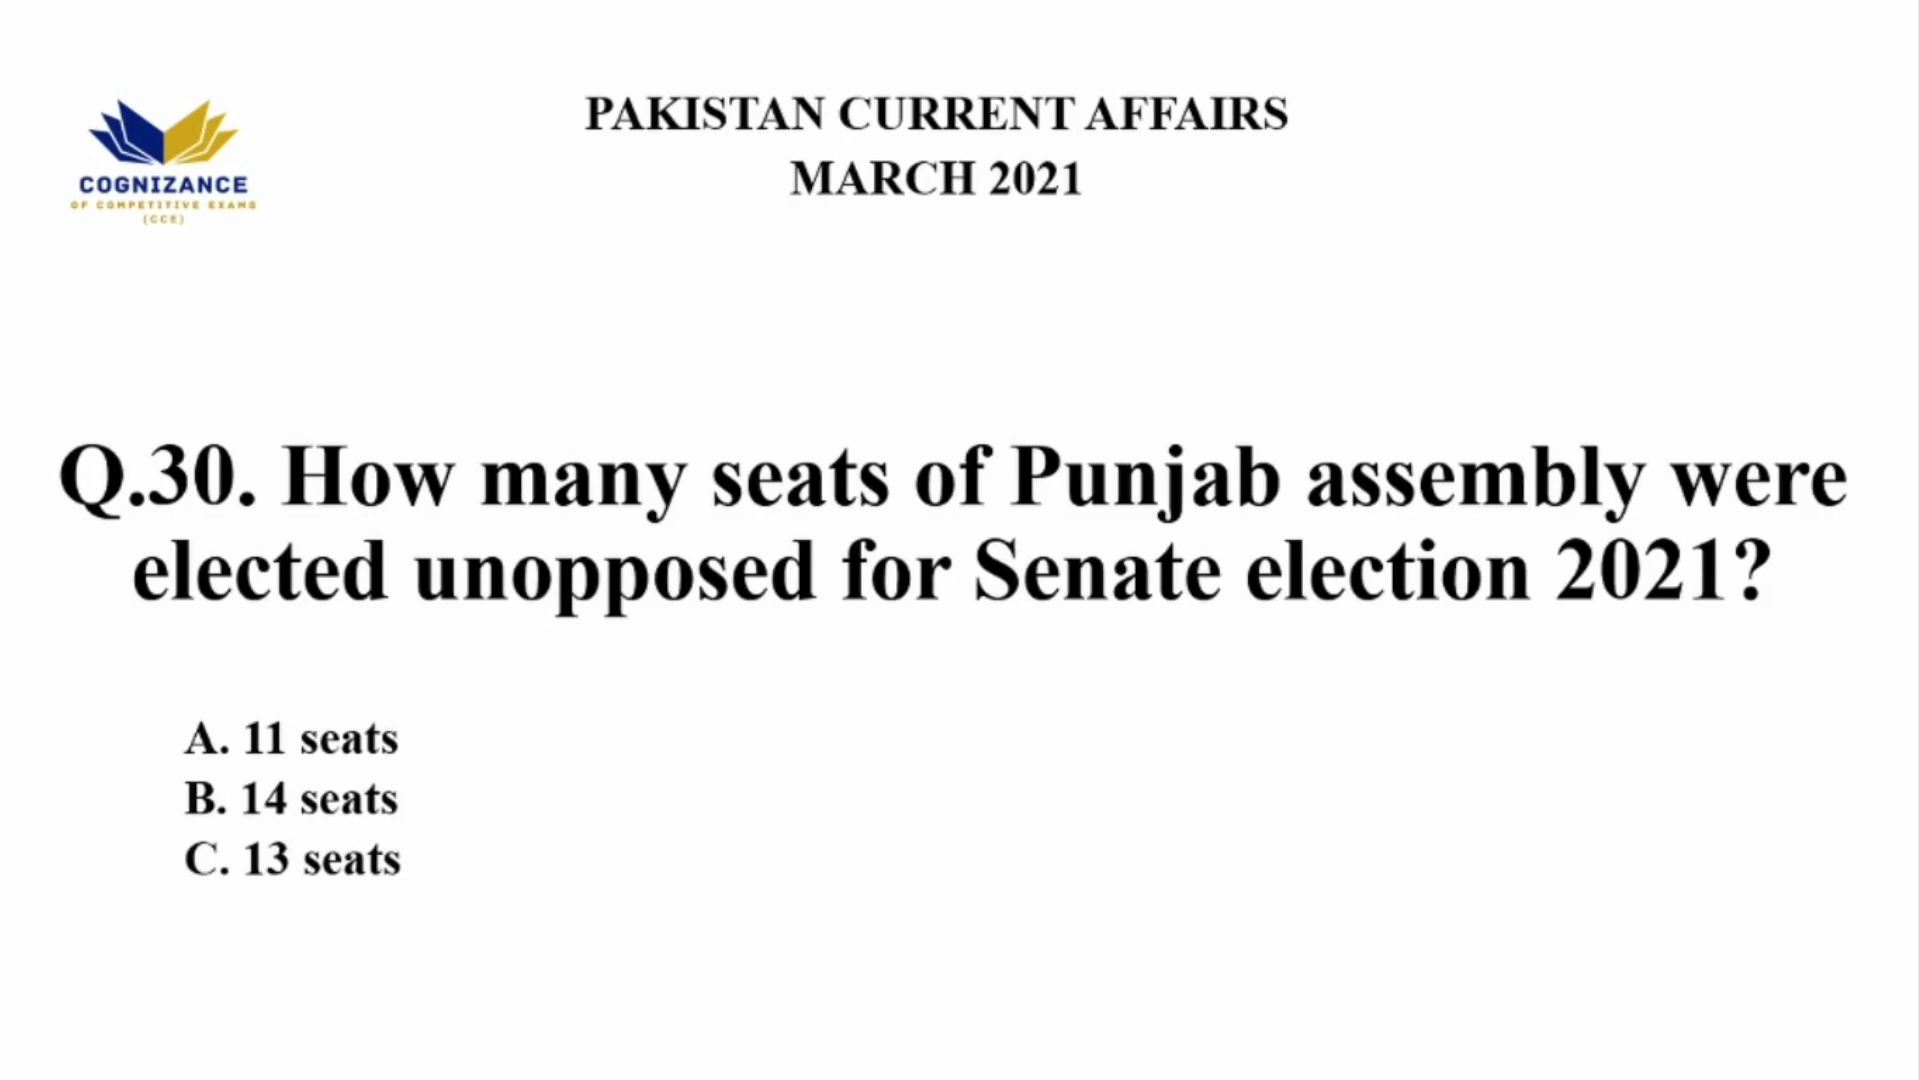 PAKISTAN CURRENT AFFAIRS
MARCH 2021
COGNIZANCE
OF COMPETITIVE EXAMS
(CCE)
Q.30. How many seats of Punjab assembly were
elected unopposed for Senate election 2021?
A. 11 seats
B. 14 seats
C. 13 seats